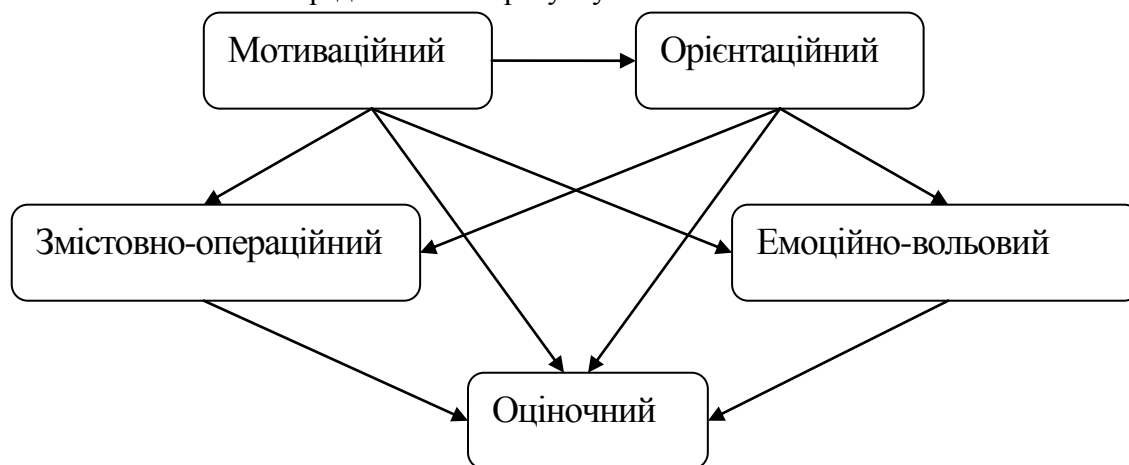 Мотиваційний
Орієнтаційний
Змістовно-операційний
Емоційно-вольовий
Оціночний